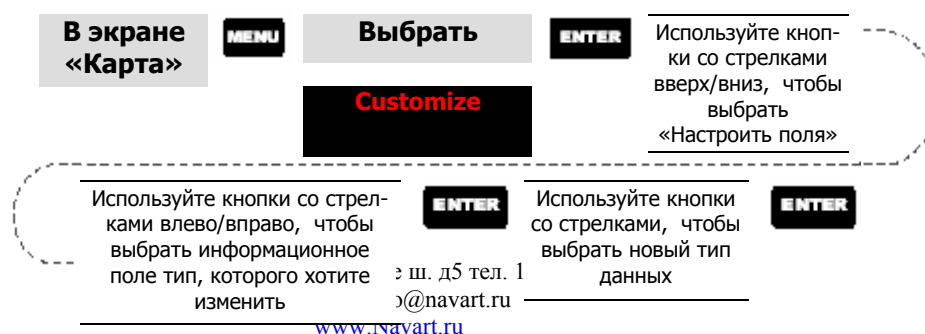 В экране
«Карта»
MENU
Выбрать
Customize
ENTER
Используйте кноп-
ки со стрелками
вверх/вниз, чтобы
выбрать
«Настроить поля»
Используйте кнопки со стрел-
ками влево/вправо, чтобы
выбрать информационное
поле тип, которого хотите
изменить
ENTER
Используйте кнопки
со стрелками, чтобы
выбрать новый тип
данных
ENTER
ш. д5 тел. 1
@navart.ru
www.Navart.ru